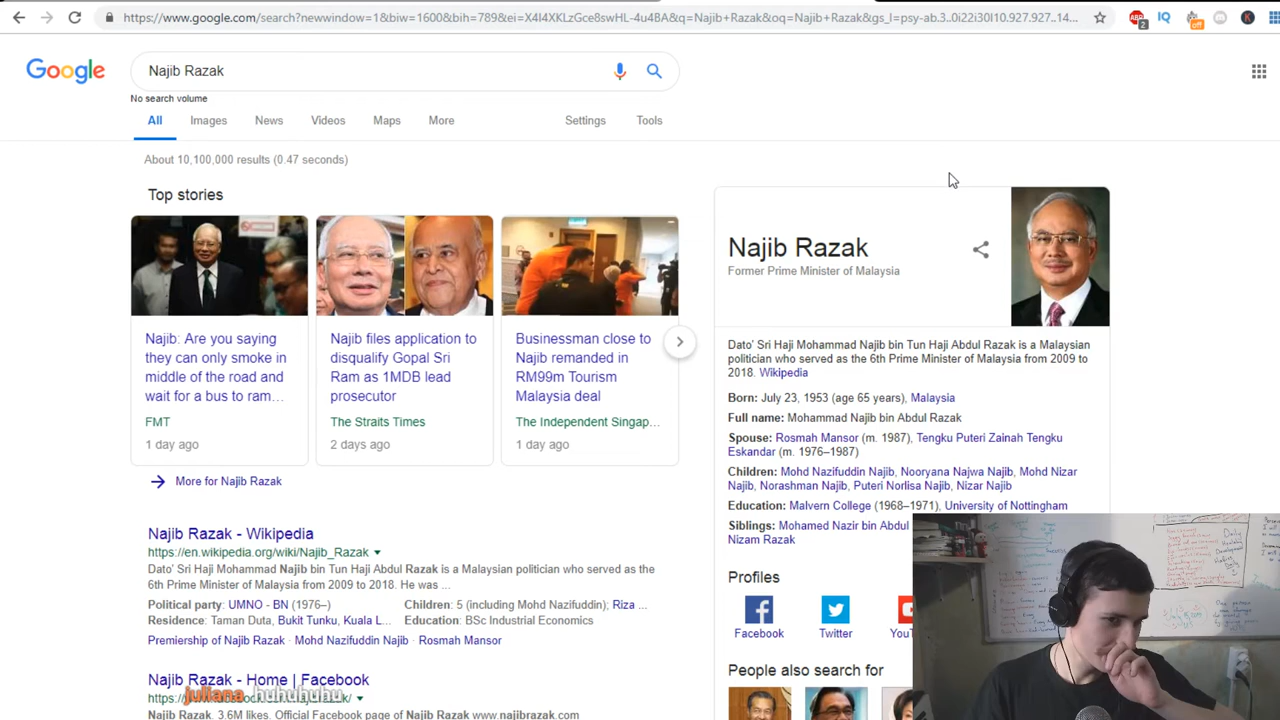 https://www.google.com/search?newwindow=1&biw=1600&bih=789&ei=X4I4XKLzGce8swHL-4u4BA&q=Najib+Razak&oq=Najib+Razak&gs_l=psy-ab.3..0i22i30l10.927.927..14...
2
off
K
Google
Najib Razak
No search volume
All Images News Videos Maps More Settings Tools
About 10,100,000 results (0.47 seconds)
Top stories
Najib: Are you saying
they can only smoke in
middle of the road and
wait for a bus to ram…
FMT
1 day ago
Najib files application to
disqualify Gopal Sri
Ram as 1MDB lead
prosecutor
The Straits Times
2 days ago
Businessman close to
Najib remanded in
RM99m Tourism
Malaysia deal
The Independent Singap…
1 day ago
More for Najib Razak
Najib Razak - Wikipedia
https://en.wikipedia.org/wiki/Najib_Razak
Dato' Sri Haji Mohammad Najib bin Tun Haji Abdul Razak is a Malaysian politician who served as the
6th Prime Minister of Malaysia from 2009 to 2018. He was ...
Political party: UMNO - BN (1976–) Children: 5 (including Mohd Nazifuddin); Riza ...
Residence: Taman Duta, Bukit Tunku, Kuala L... Education: BSc Industrial Economics
Premiership of Najib Razak · Mohd Nazifuddin Najib · Rosmah Mansor
Najib Razak - Home | Facebook
juliana huhuhuhu
Najib Razak. 3.6M likes. Official Facebook page of Najib Razak www.najibrazak.com
Najib Razak
Former Prime Minister of Malaysia
Dato' Sri Haji Mohammad Najib bin Tun Haji Abdul Razak is a Malaysian
politician who served as the 6th Prime Minister of Malaysia from 2009 to
2018. Wikipedia
Born: July 23, 1953 (age 65 years), Malaysia
Full name: Mohammad Najib bin Abdul Razak
Spouse: Rosmah Mansor (m. 1987), Tengku Puteri Zainah Tengku
Eskandar (m. 1976–1987)
Children: Mohd Nazifuddin Najib, Nooryana Najwa Najib, Mohd Nizar
Najib, Norashman Najib, Puteri Norlisa Najib, Nizar Najib
Education: Malvern College (1968–1971), University of Nottingham
Siblings: Mohamed Nazir bin Abdul
Nizam Razak
Profiles
Facebook Twitter
People also search for